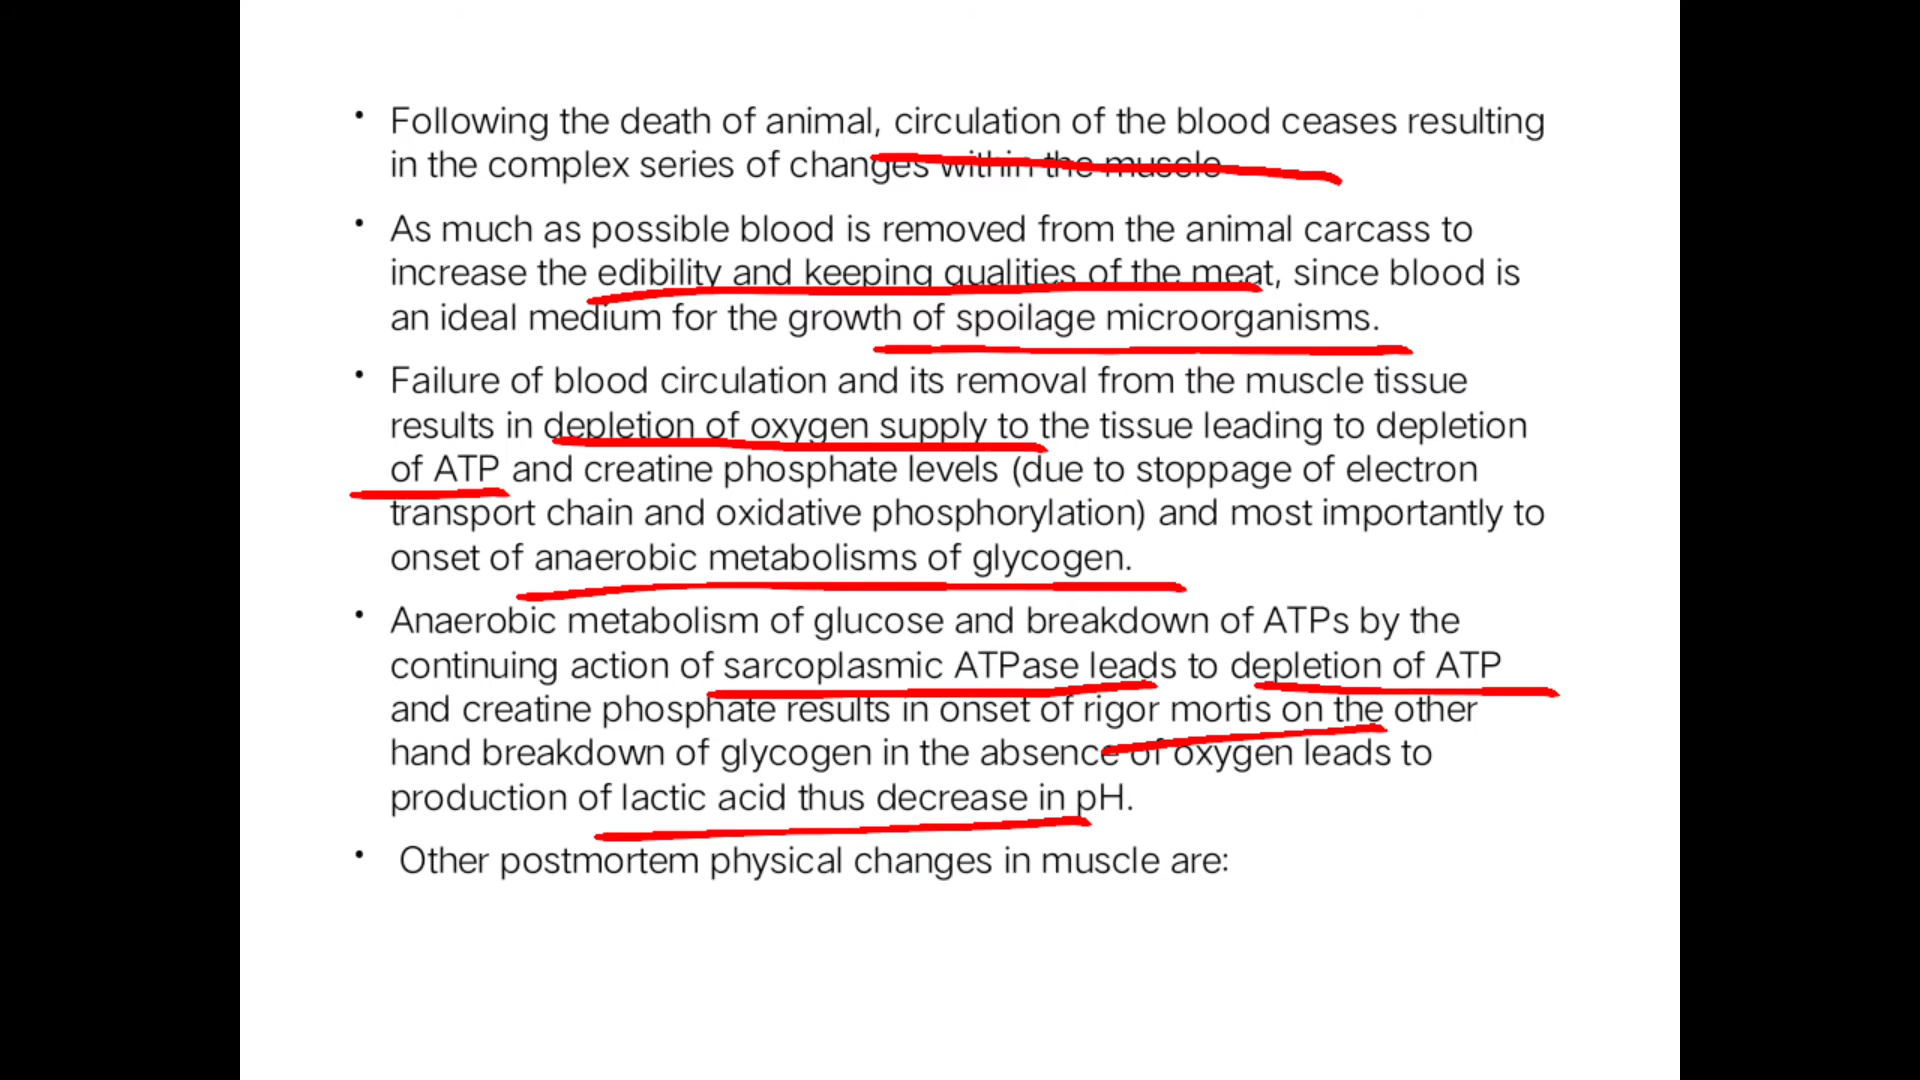 • Following the death of animal, circulation of the blood ceases resulting
in the complex series of changes within the muscle
• As much as possible blood is removed from the animal carcass to
increase the edibility and keeping qualities of the meat, since blood is
an ideal medium for the growth of spoilage microorganisms.
• Failure of blood circulation and its removal from the muscle tissue
results in depletion of oxygen supply to the tissue leading to depletion
of ATP and creatine phosphate levels (due to stoppage of electron
transport chain and oxidative phosphorylation) and most importantly to
onset of anaerobic metabolisms of glycogen.
• Anaerobic metabolism of glucose and breakdown of ATPs by the
continuing action of sarcoplasmic ATPase leads to depletion of ATP
and creatine phosphate results in onset of rigor mortis on the other
hand breakdown of glycogen in the absence of oxygen leads to
production of lactic acid thus decrease in pH.
• Other postmortem physical changes in muscle are: